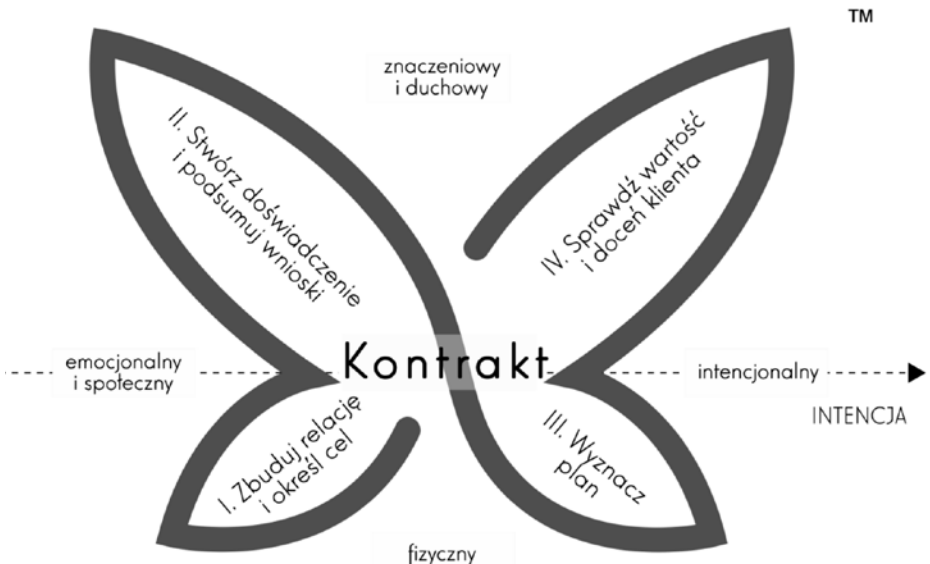 TM
znaczeniowy
i duchowy
II. Stwórz doświadczenie
i podsumuj wnioski
IV. Sprawdź wartość
i doceń klienta
emocjonalny
i społeczny
Kontrakt
intencjonalny
INTENCJA
I. Zbuduj relację
i określ cel
III. Wyznacz
plan
fizyczny